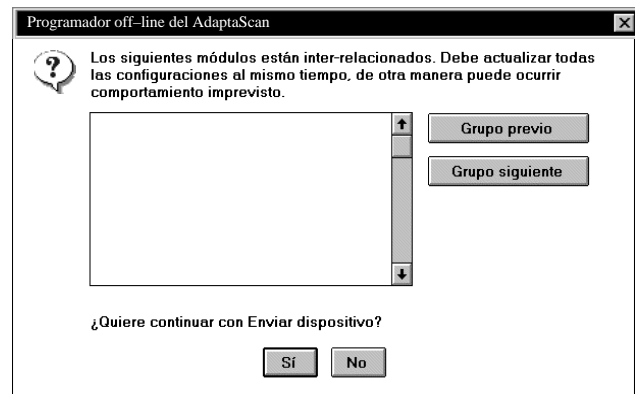 Programador off–line del AdaptaScan
Los siguientes módulos están inter-relacionados. Debe actualizar todas
las configuraciones al mismo tiempo, de otra manera puede ocurrir
comportamiento imprevisto.
Grupo previo
Grupo siguiente
¿Quiere continuar con Enviar dispositivo?
Sí
No